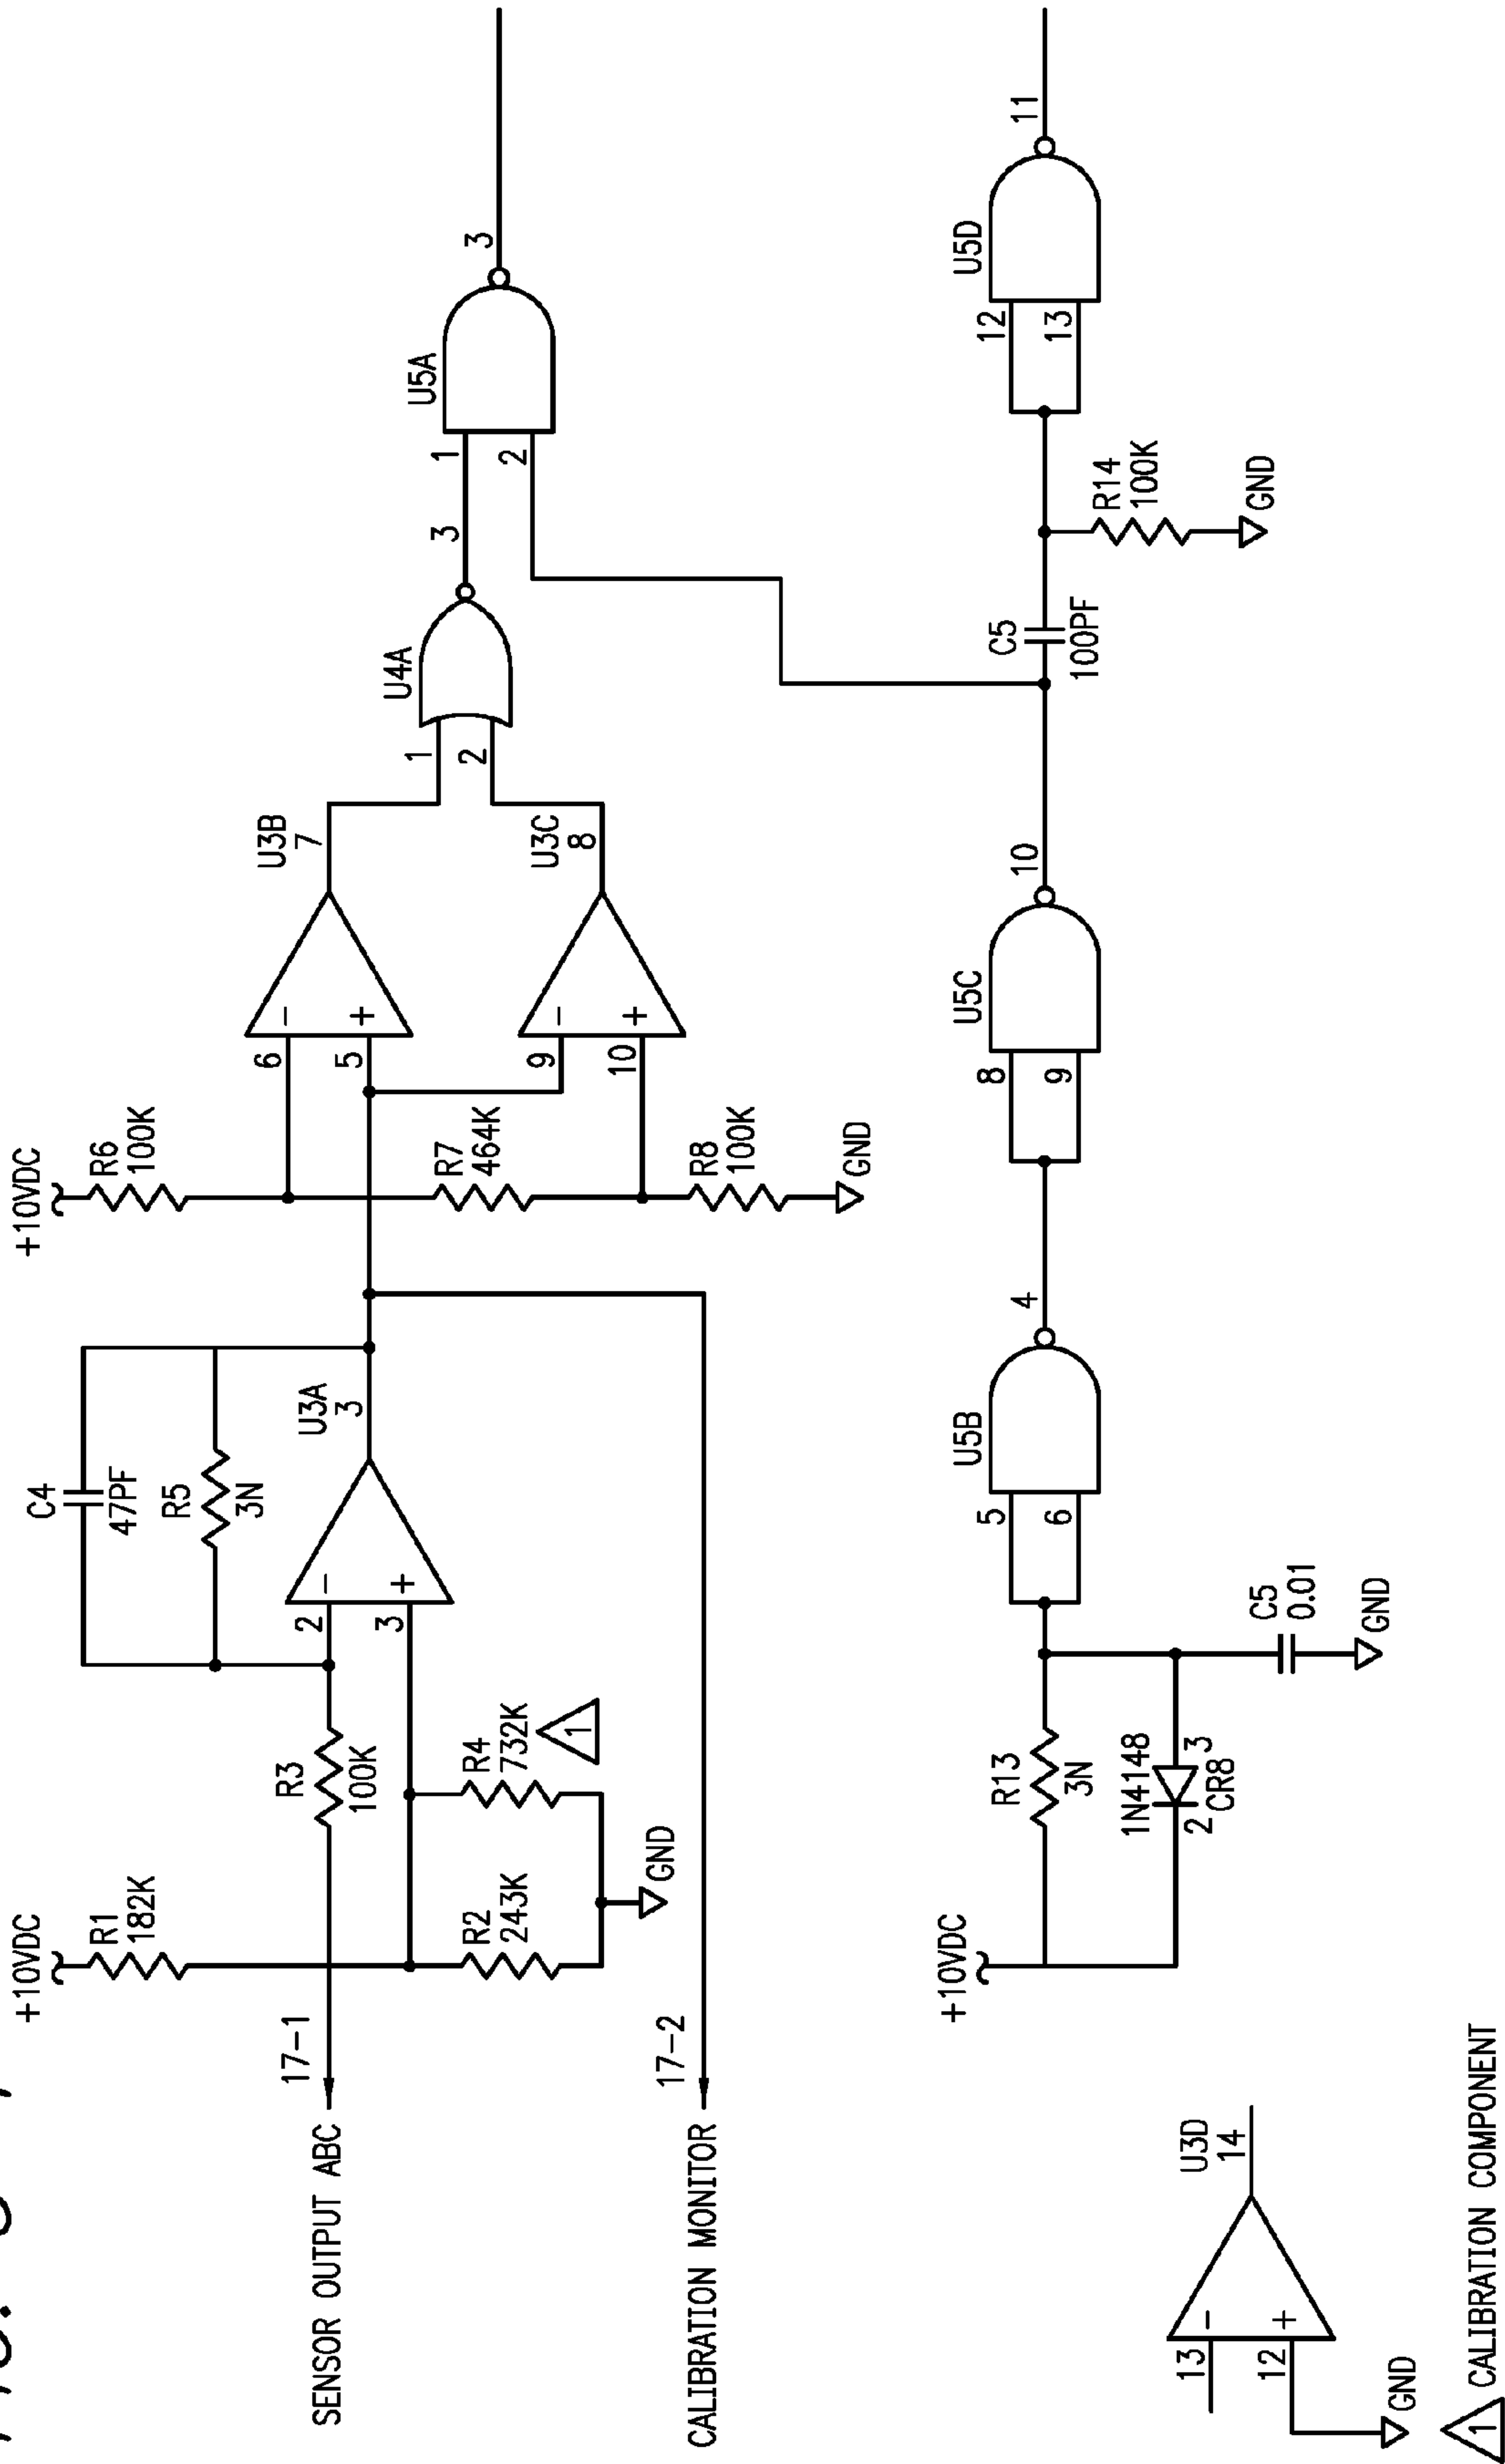 +10VDC
R1
182K
SENSOR OUTPUT ABC
17-1
R3
100K
R2
243K
R4
732K
1
GND
C4
47PF
R5
3N
2
3
-
+
U3A
3
CALIBRATION MONITOR
17-2
+10VDC
R6
100K
R7
464K
R8
100K
GND
6
5
-
+
U3B
7
9
10
-
+
U3C
8
1
2
U4A
3
1
2
U5A
3
+10VDC
R13
3N
1N4148
2
3
CR8
C5
0.01
GND
5
6
U5B
4
8
9
U5C
10
C5
100PF
R14
100K
GND
12
13
U5D
11
13
12
-
+
U3D
14
GND
1 CALIBRATION COMPONENT